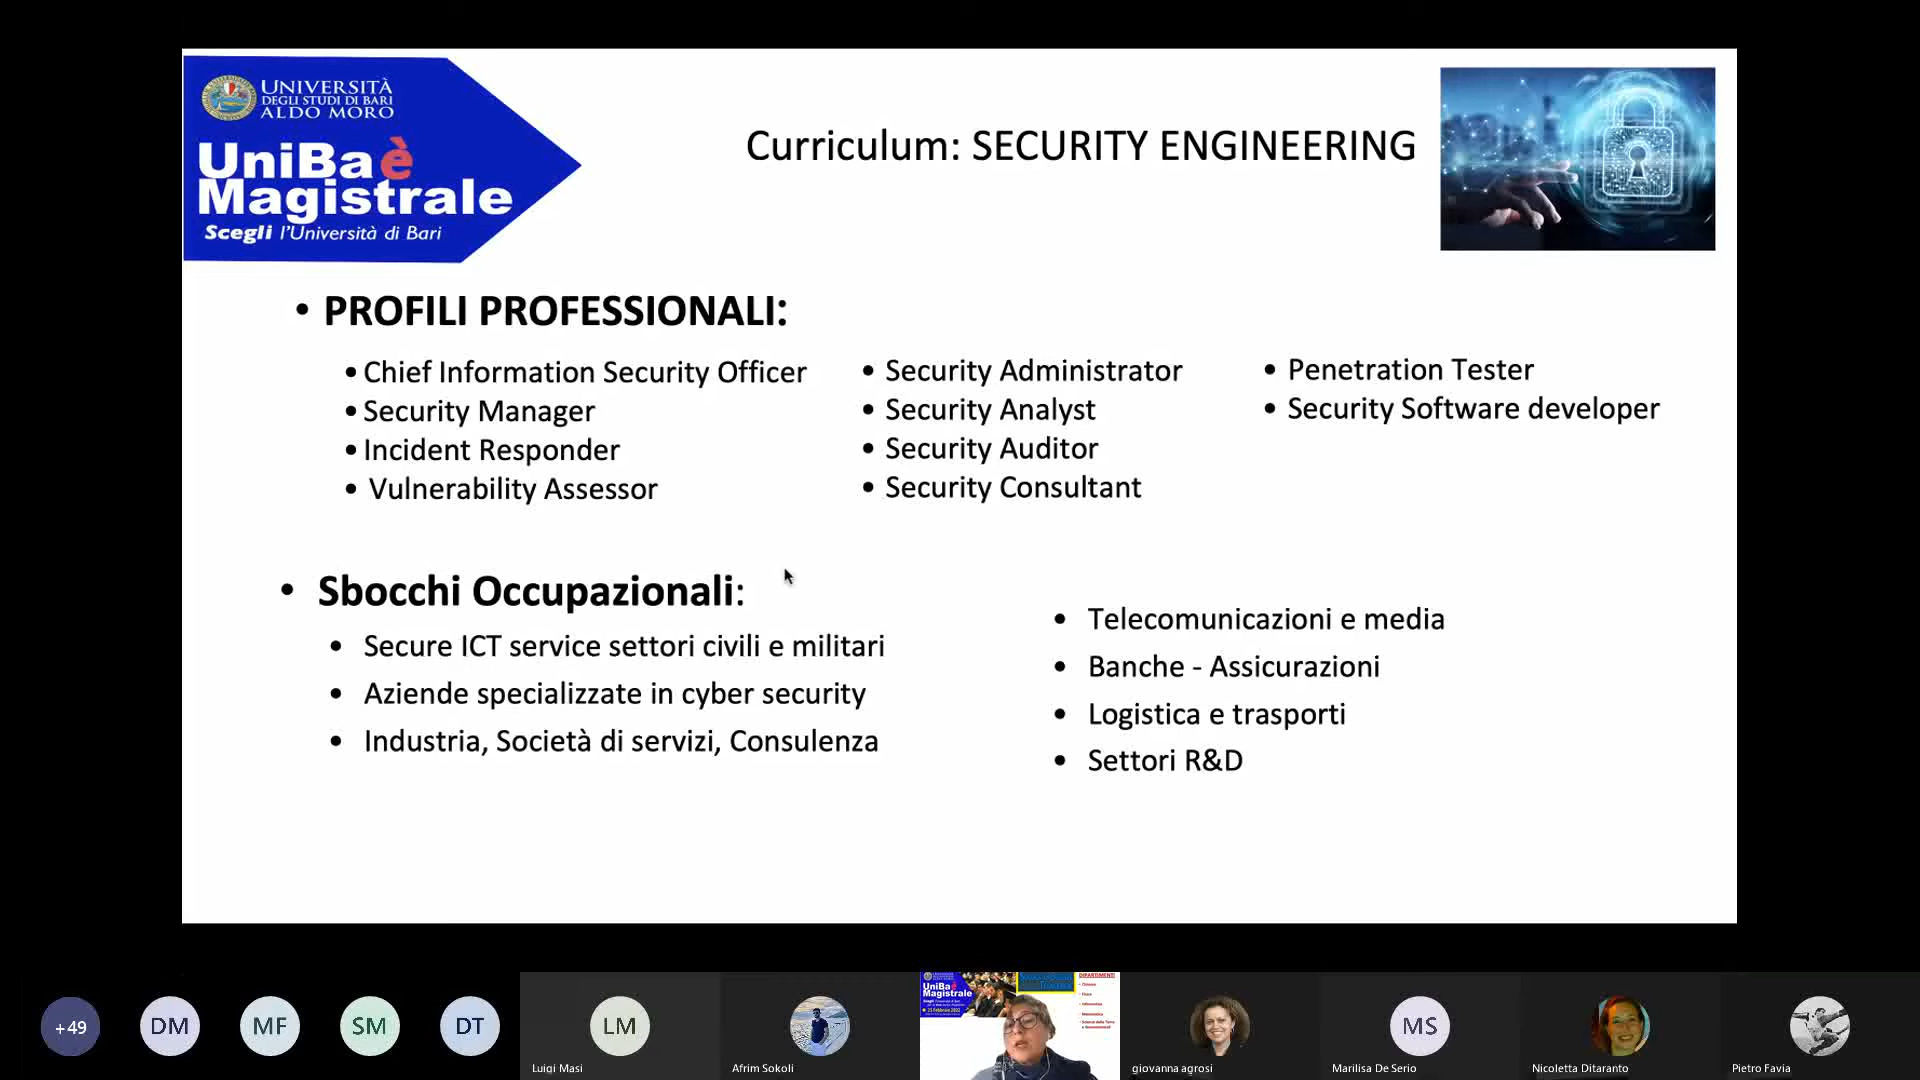 UNIVERSITÀ
DEGLI STUDI DI BARI
ALDO MORO
UniBa è
Magistrale
Scegli l'Università di Bari
Curriculum: SECURITY ENGINEERING
• PROFILI PROFESSIONALI:
• Chief Information Security Officer
• Security Manager
• Incident Responder
• Vulnerability Assessor
• Security Administrator
• Security Analyst
• Security Auditor
• Security Consultant
• Penetration Tester
• Security Software developer
• Sbocchi Occupazionali:
• Secure ICT service settori civili e militari
• Aziende specializzate in cyber security
• Industria, Società di servizi, Consulenza
• Telecomunicazioni e media
• Banche - Assicurazioni
• Logistica e trasporti
• Settori R&D
+49
DM
MF
SM
DT
LM
Luigi Masi
Afrim Sokoli
UniBa è
Magistrale
DIPARTIMENTI
giovanna agrosi
MS
Marilisa De Serio
Nicoletta Ditaranto
Pietro Favia